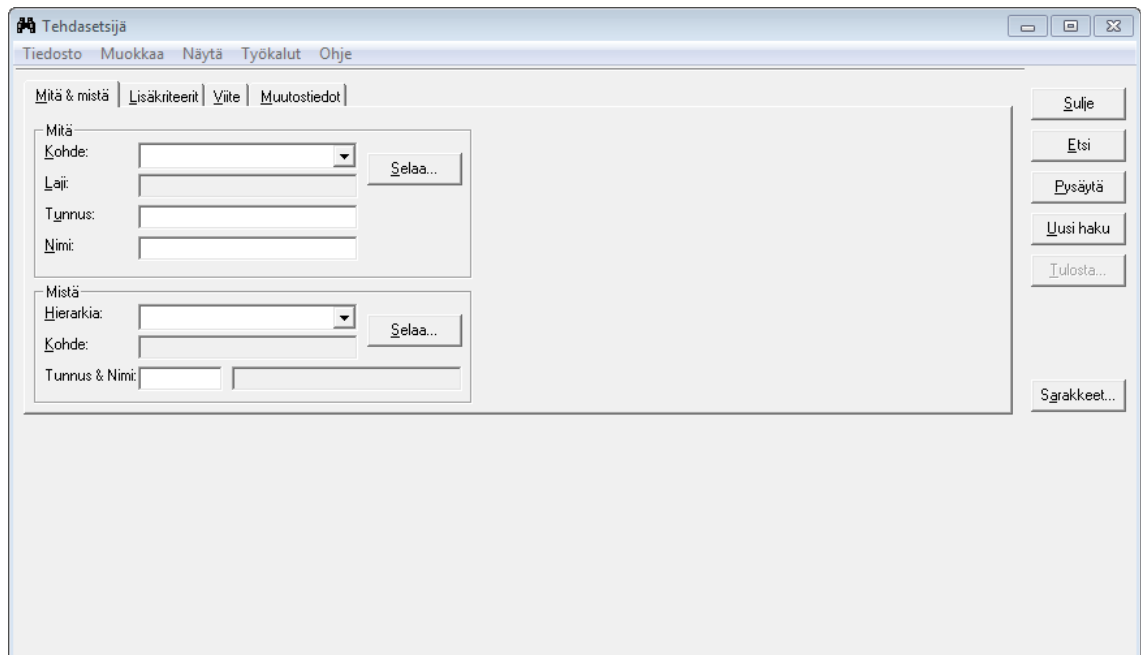 Tehdasetsijä
Tiedosto Muokkaa Näytä Työkalut Ohje
Mitä & mistä Lisäkriteerit Viite Muutostiedot
Mitä
Kohde:
Selaa...
Laji:
Tunnus:
Nimi:
Mistä
Hierarkia:
Selaa...
Kohde:
Tunnus & Nimi:
Sulje
Etsi
Pysäytä
Uusi haku
Tulosta...
Sarakkeet...